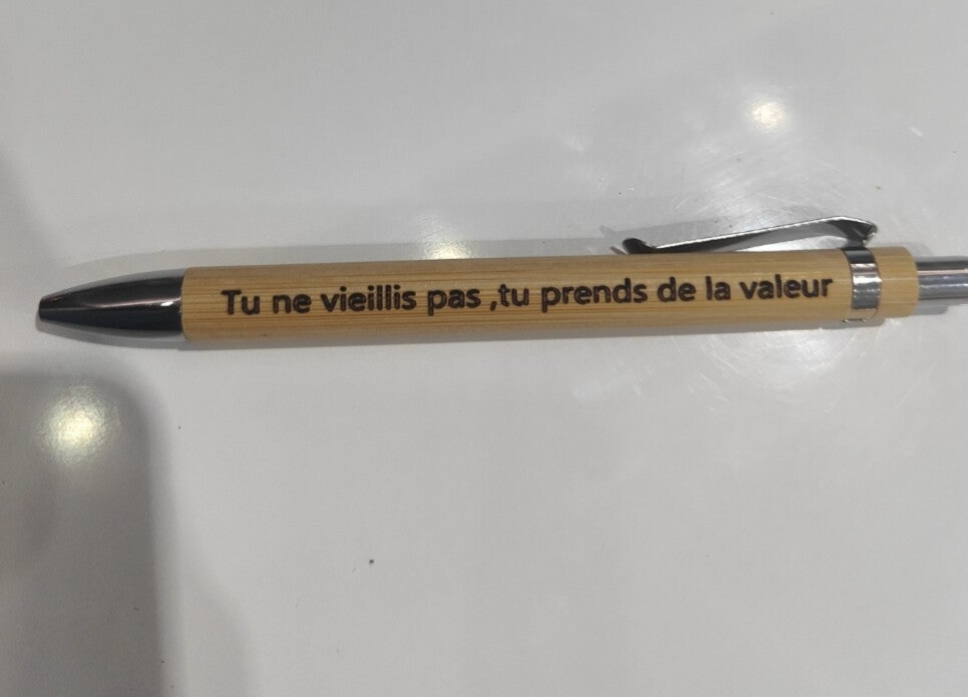 Tu ne vieillis pas ,tu prends de la valeur